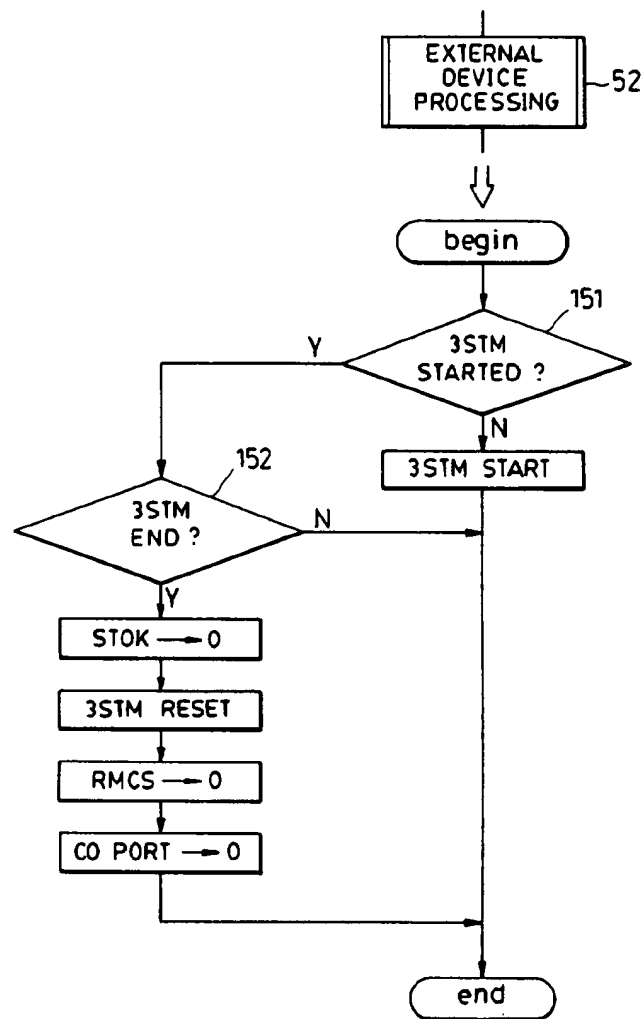 EXTERNAL
DEVICE
PROCESSING
52
begin
151
3STM
STARTED ?
Y
N
3STM START
152
3STM
END ?
N
Y
STOK → 0
3STM RESET
RMCS → 0
CO PORT → 0
end